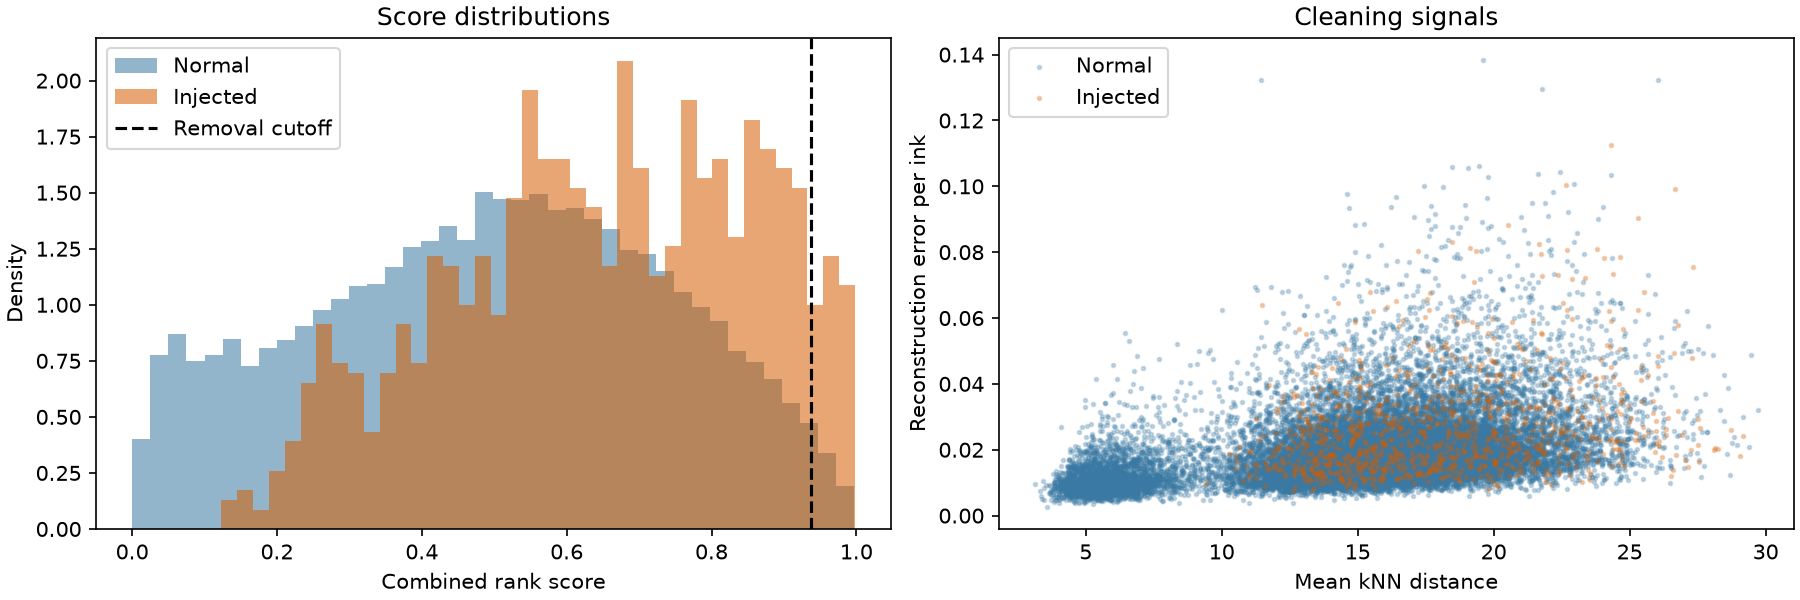 Score distributions
Normal
Injected
Removal cutoff
Density
2.00
1.75
1.50
1.25
1.00
0.75
0.50
0.25
0.00
0.0 0.2 0.4 0.6 0.8 1.0
Combined rank score
Cleaning signals
Normal
Injected
Reconstruction error per ink
0.14
0.12
0.10
0.08
0.06
0.04
0.02
0.00
5 10 15 20 25 30
Mean kNN distance